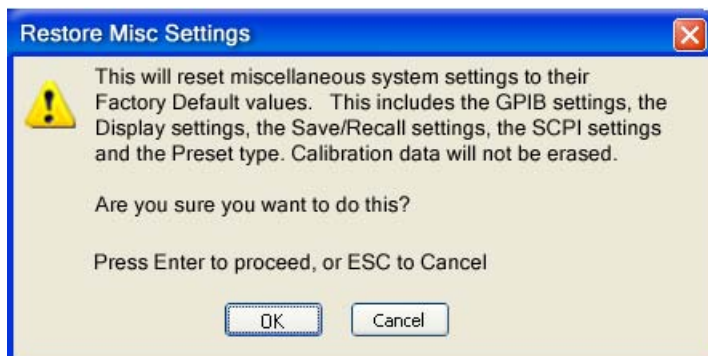 Restore Misc Settings
This will reset miscellaneous system settings to their
Factory Default values.   This includes the GPIB settings, the
Display settings, the Save/Recall settings, the SCPI settings
and the Preset type. Calibration data will not be erased.
Are you sure you want to do this?
Press Enter to proceed, or ESC to Cancel
OK
Cancel